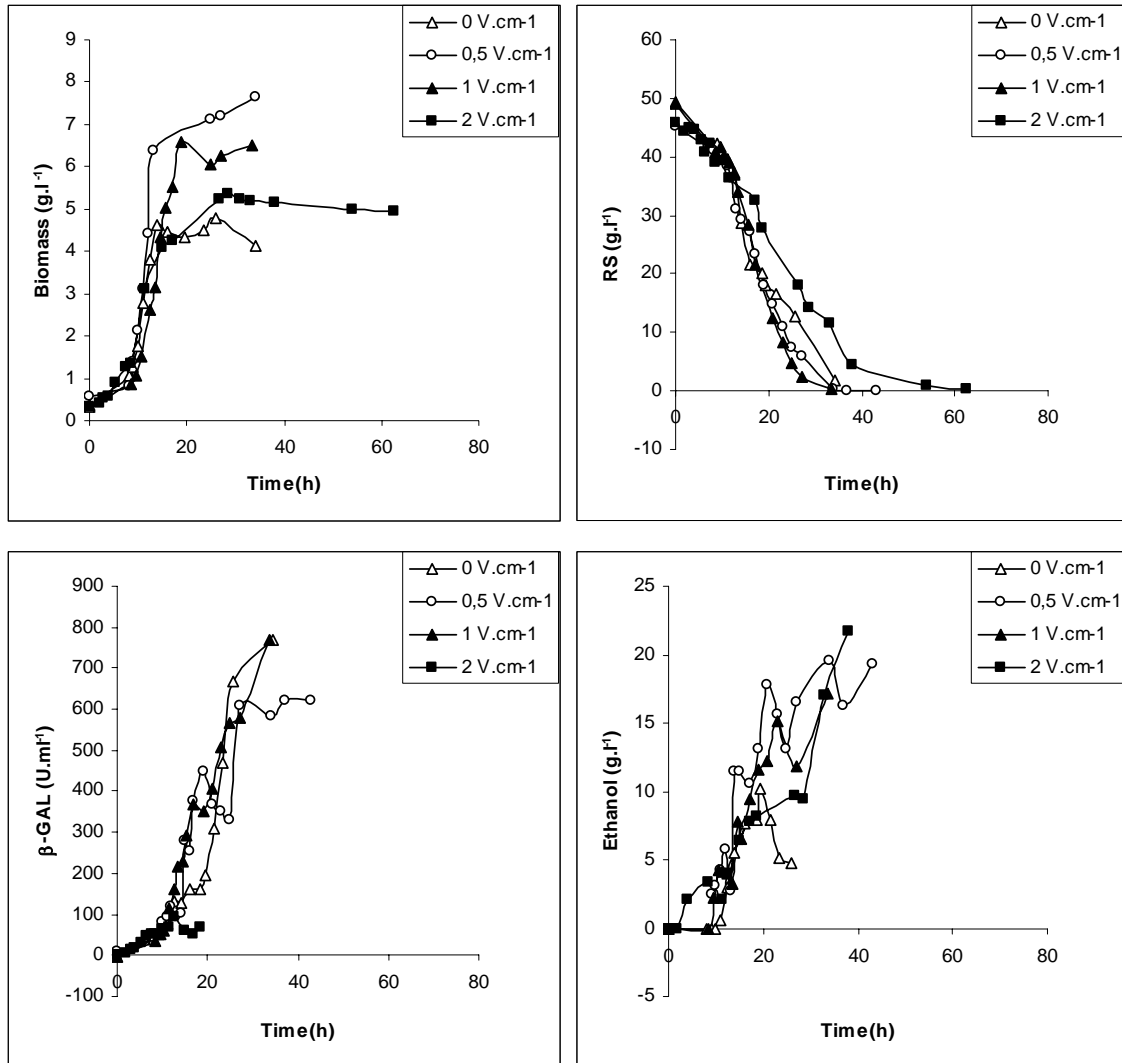 0 V.cm-1
0,5 V.cm-1
1 V.cm-1
2 V.cm-1
9
8
7
6
5
4
3
2
1
0
Biomass (g.l-1)
0 20 40 60 80
Time(h)
0 V.cm-1
0,5 V.cm-1
1 V.cm-1
2 V.cm-1
60
50
40
30
20
10
0
-10
RS (g.l-1)
0 20 40 60 80
Time(h)
0 V.cm-1
0,5 V.cm-1
1 V.cm-1
2 V.cm-1
900
800
700
600
500
400
300
200
100
0
-100
β-GAL (U.ml-1)
0 20 40 60 80
Time(h)
0 V.cm-1
0,5 V.cm-1
1 V.cm-1
2 V.cm-1
25
20
15
10
5
0
-5
Ethanol (g.l-1)
0 20 40 60 80
Time(h)